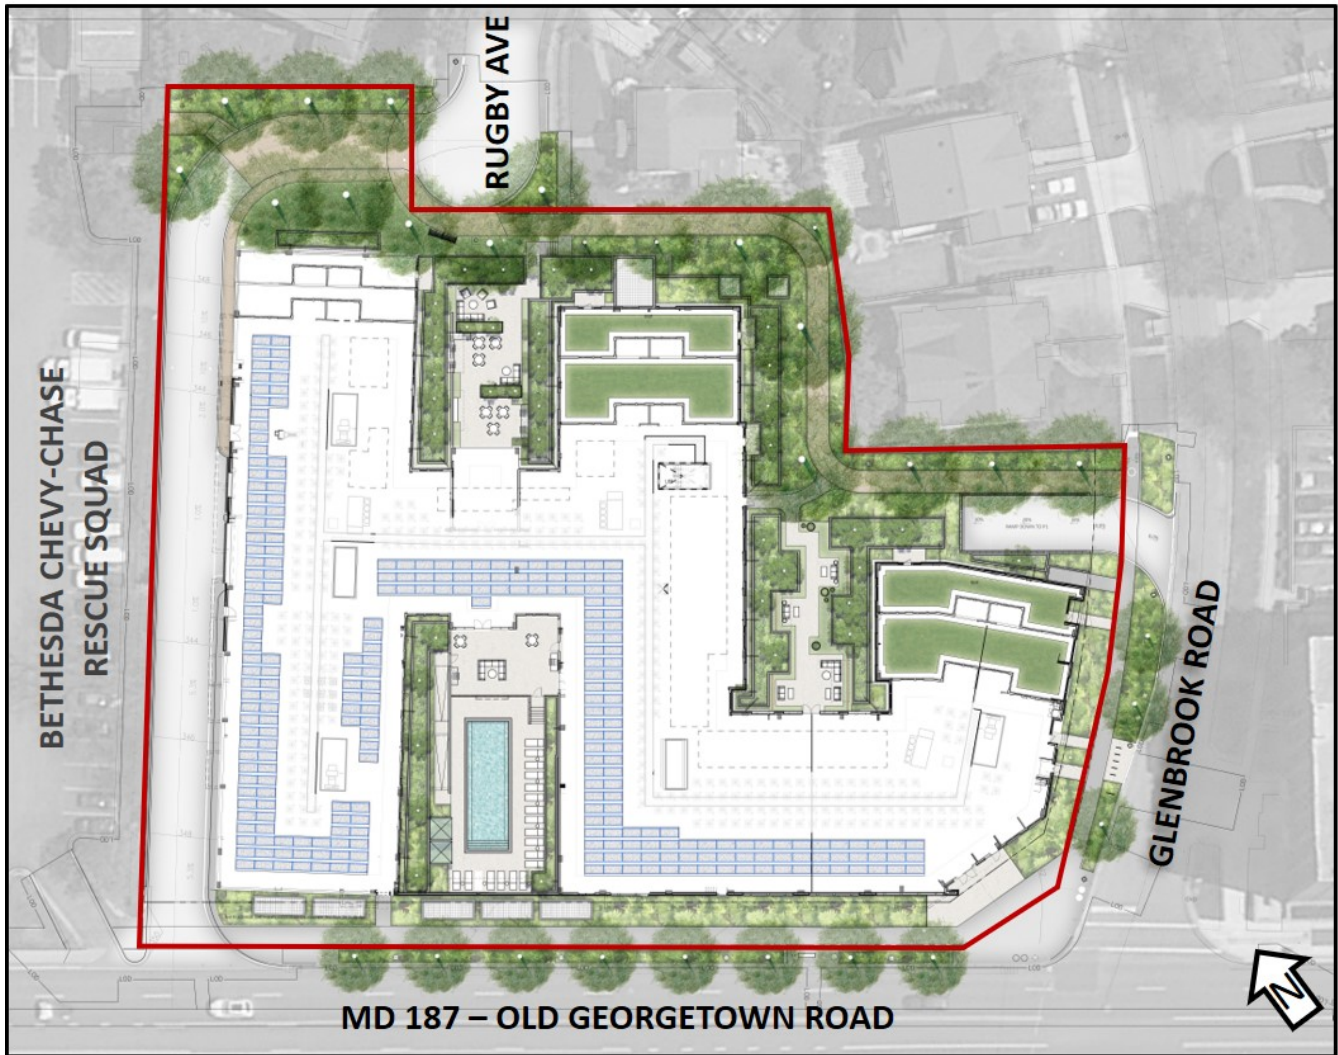 RUGBY AVE
BETHESDA CHEVY-CHASE
RESCUE SQUAD
GLENBROOK ROAD
MD 187 – OLD GEORGETOWN ROAD
N